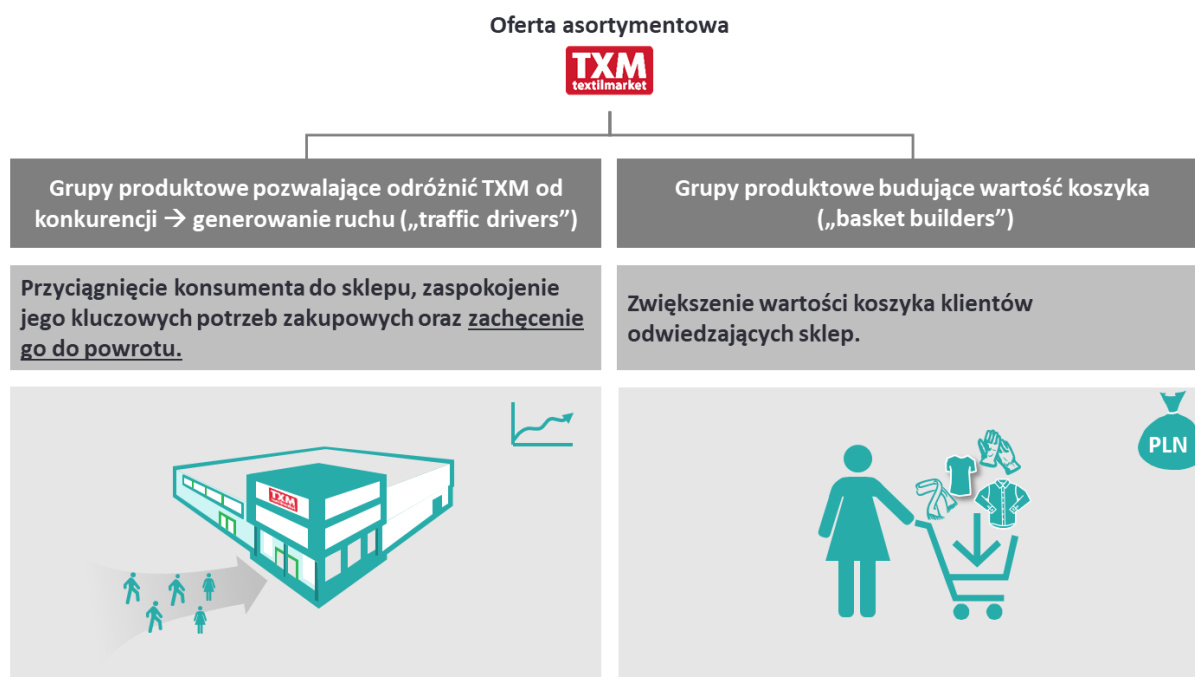 Oferta asortymentowa
TXM
textilmarket
Grupy produktowe pozwalające odróżnić TXM od
konkurencji → generowanie ruchu („traffic drivers”)
Grupy produktowe budujące wartość koszyka
(„basket builders”)
Przyciągnięcie konsumenta do sklepu, zaspokojenie
jego kluczowych potrzeb zakupowych oraz zachęcenie
go do powrotu.
Zwiększenie wartości koszyka klientów
odwiedzających sklep.
TXM
PLN